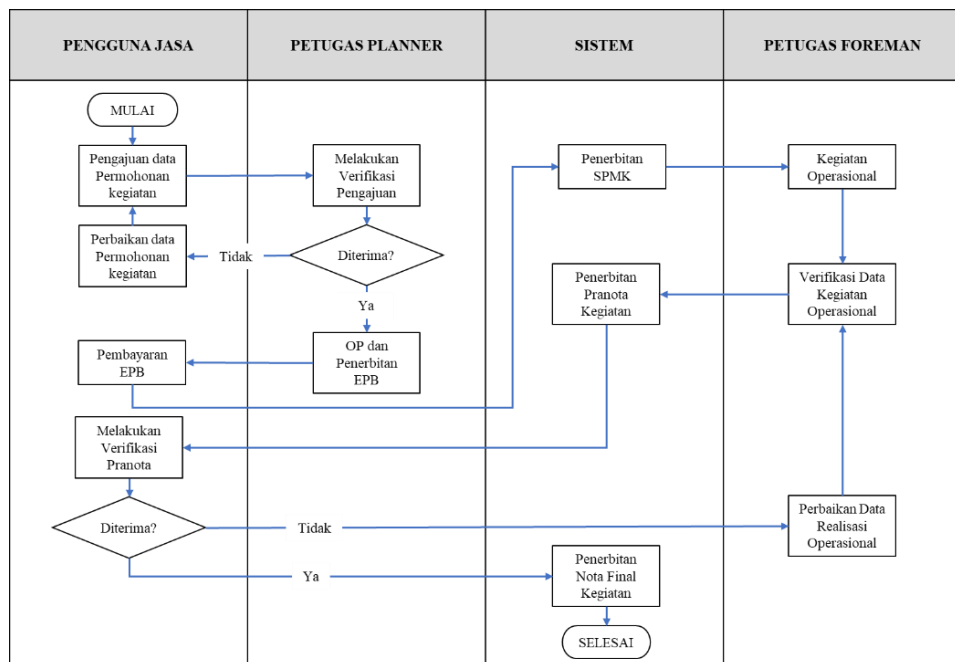 PENGGUNA JASA
PETUGAS PLANNER
SISTEM
PETUGAS FOREMAN
MULAI
Pengajuan data
Permohonan
kegiatan
Melakukan
Verifikasi
Pengajuan
Penerbitan
SPMK
Kegiatan
Operasional
Perbaikan data
Permohonan
kegiatan
Tidak
Diterima?
Penerbitan
Pranota
Kegiatan
Verifikasi Data
Kegiatan
Operasional
Ya
Pembayaran
EPB
OP dan
Penerbitan
EPB
Melakukan
Verifikasi
Pranota
Diterima?
Tidak
Perbaikan Data
Realisasi
Operasional
Ya
Penerbitan
Nota Final
Kegiatan
SELESAI